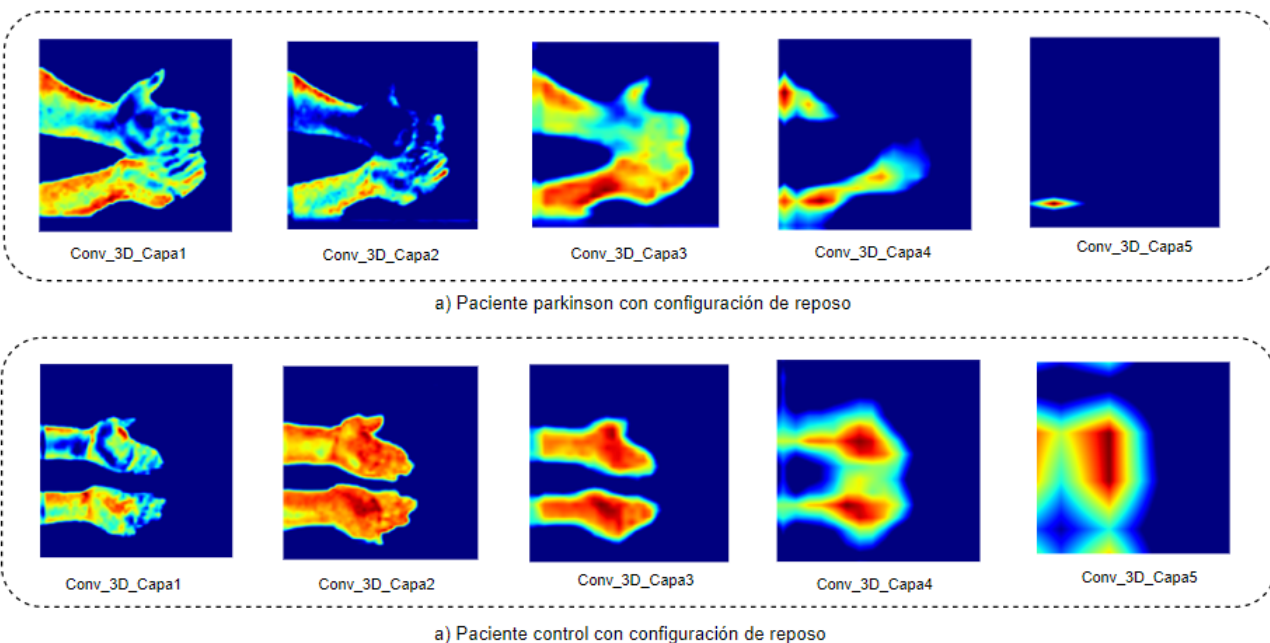 Conv_3D_Capa1
Conv_3D_Capa2
Conv_3D_Capa3
Conv_3D_Capa4
Conv_3D_Capa5
a) Paciente parkinson con configuración de reposo
Conv_3D_Capa1
Conv_3D_Capa2
Conv_3D_Capa3
Conv_3D_Capa4
Conv_3D_Capa5
a) Paciente control con configuración de reposo